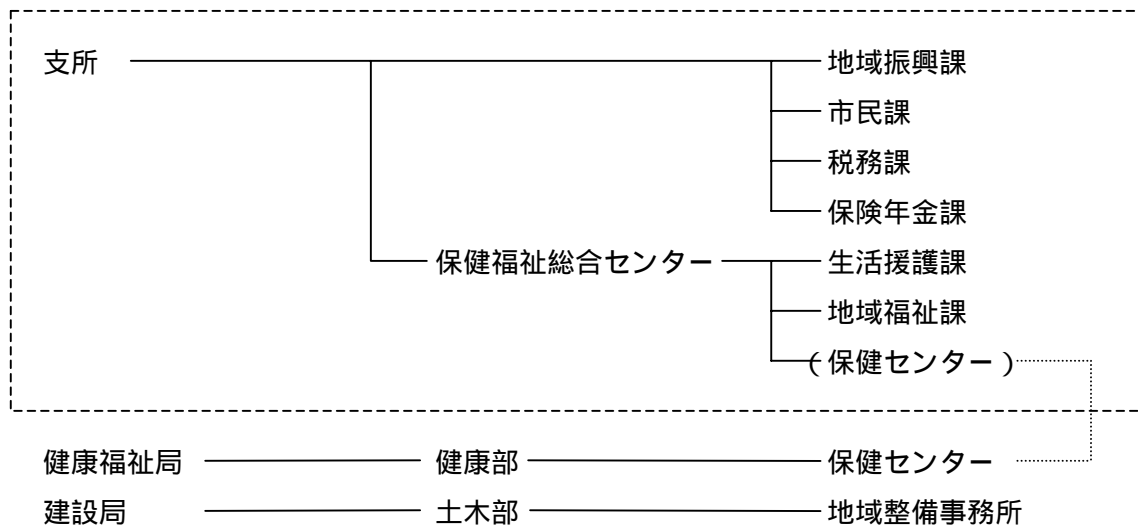 支所 地域振興課
市民課
税務課
保険年金課
保健福祉総合センター 生活援護課
地域福祉課
(保健センター)
健康福祉局 健康部 保健センター
建設局 土木部 地域整備事務所